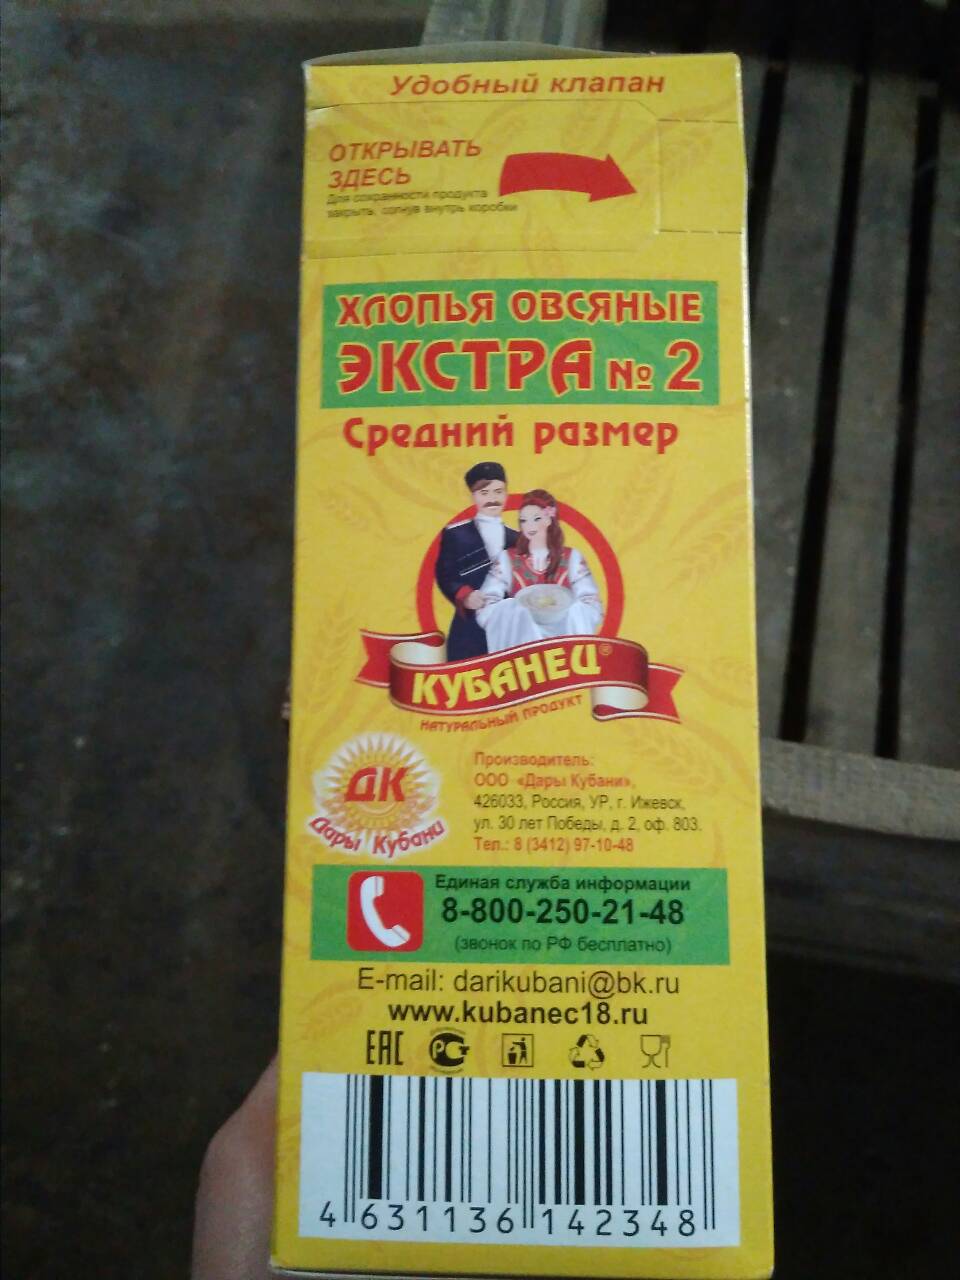 Удобный клапан
ОТКРЫВАТЬ
ЗДЕСЬ
Для сохранности продукта
закрыть, согнув внутрь коробки
ХЛОПЬЯ ОВСЯНЫЕ
ЭКСТРА № 2
Средний размер
КУБАНЕЦ®
НАТУРАЛЬНЫЙ ПРОДУКТ
ДК
Дары Кубани
Производитель:
ООО «Дары Кубани»,
426033, Россия, УР, г. Ижевск,
ул. 30 лет Победы, д. 2, оф. 803.
Тел.: 8 (3412) 97-10-48
Единая служба информации
8-800-250-21-48
(звонок по РФ бесплатно)
E-mail: darikubani@bk.ru
www.kubanec18.ru
EAC РСТ
4 631136 142348